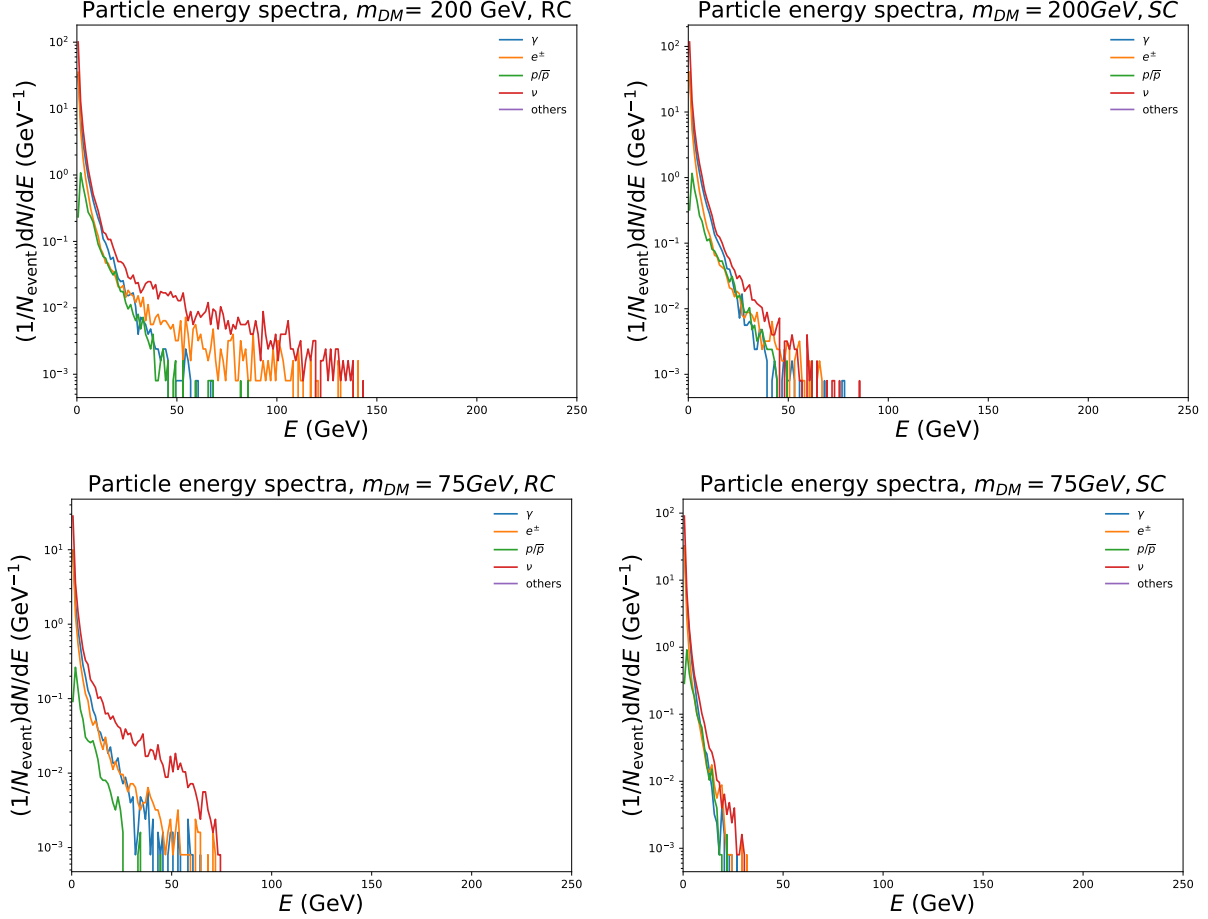 Particle energy spectra, m_DM = 200 GeV, RC
10²
10¹
10⁰
10⁻¹
10⁻²
10⁻³
(1/N_event)dN/dE (GeV⁻¹)
γ
e±
p/p̅
ν
others
0 50 100 150 200 250
E (GeV)
Particle energy spectra, m_DM = 200GeV, SC
10²
10¹
10⁰
10⁻¹
10⁻²
10⁻³
(1/N_event)dN/dE (GeV⁻¹)
γ
e±
p/p̅
ν
others
0 50 100 150 200 250
E (GeV)
Particle energy spectra, m_DM = 75GeV, RC
10¹
10⁰
10⁻¹
10⁻²
10⁻³
(1/N_event)dN/dE (GeV⁻¹)
γ
e±
p/p̅
ν
others
0 50 100 150 200 250
E (GeV)
Particle energy spectra, m_DM = 75GeV, SC
10²
10¹
10⁰
10⁻¹
10⁻²
10⁻³
(1/N_event)dN/dE (GeV⁻¹)
γ
e±
p/p̅
ν
others
0 50 100 150 200 250
E (GeV)